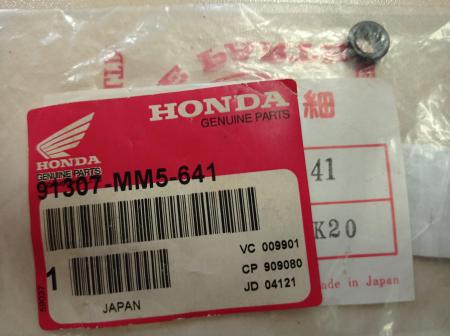 HONDA
GENUINE PARTS
HONDA
GENUINE PARTS
91307-MM5-641
VC 009901
1
CP 909080
JD 04121
JAPAN
細
41
K20
de in Japan